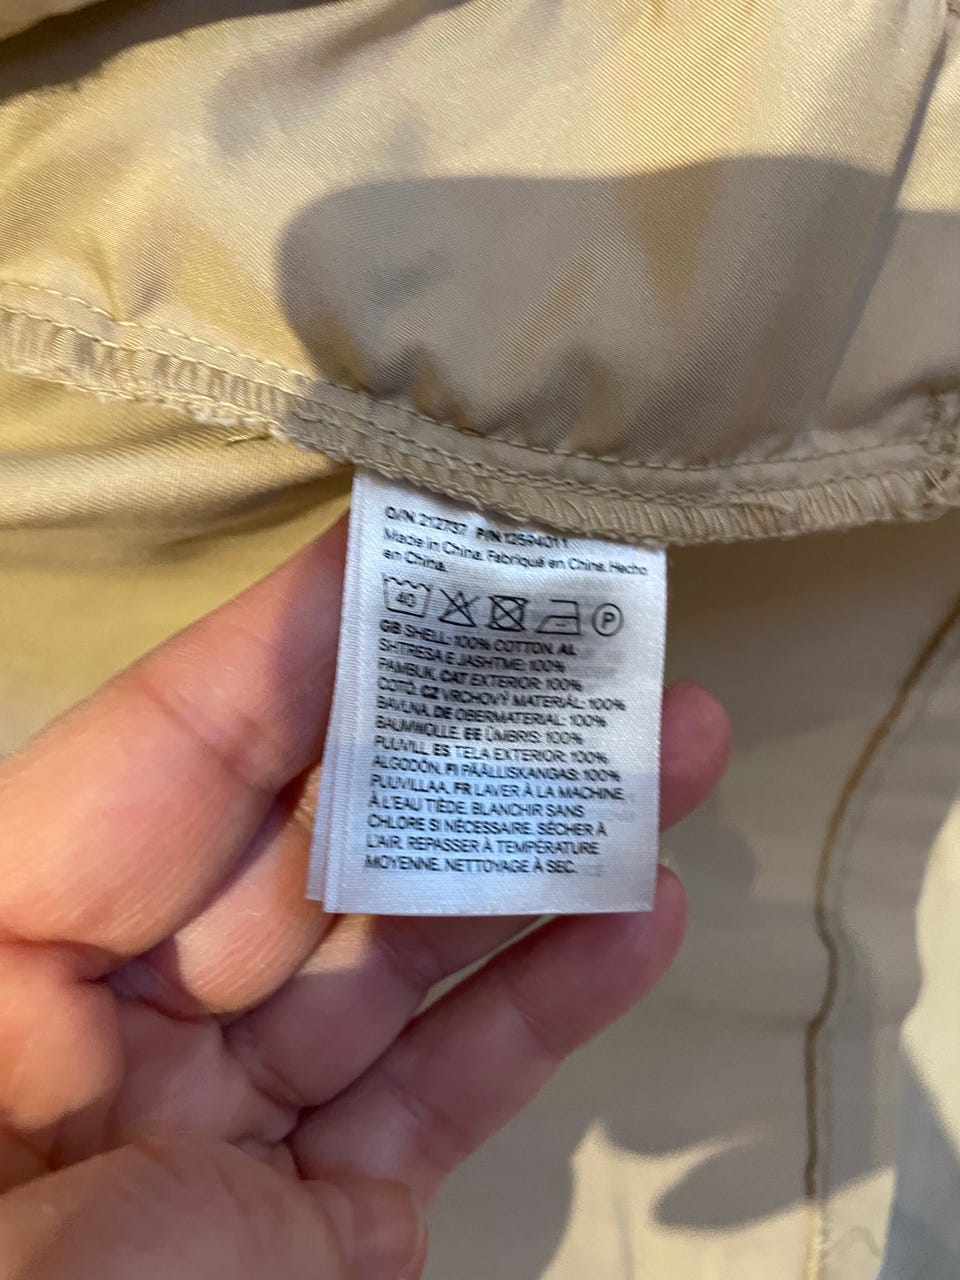 O/N 212737 P/N 12594011
Made in China. Fabriqué en Chine. Hecho
en China.
40 P
GB SHELL: 100% COTTON. AL
SHTRESA E JASHTME: 100%
PAMBUK. CAT EXTERIOR: 100%
COTÓ. CZ VRCHOVÝ MATERIÁL: 100%
BAVLNA. DE OBERMATERIAL: 100%
BAUMWOLLE. EE ÜMBRIS: 100%
PUUVILL. ES TELA EXTERIOR: 100%
ALGODÓN. FI PÄÄLLISKANGAS: 100%
PUUVILLAA. FR LAVER À LA MACHINE,
À L'EAU TIÈDE. BLANCHIR SANS
CHLORE SI NÉCESSAIRE. SÉCHER À
L'AIR. REPASSER À TEMPÉRATURE
MOYENNE. NETTOYAGE À SEC.